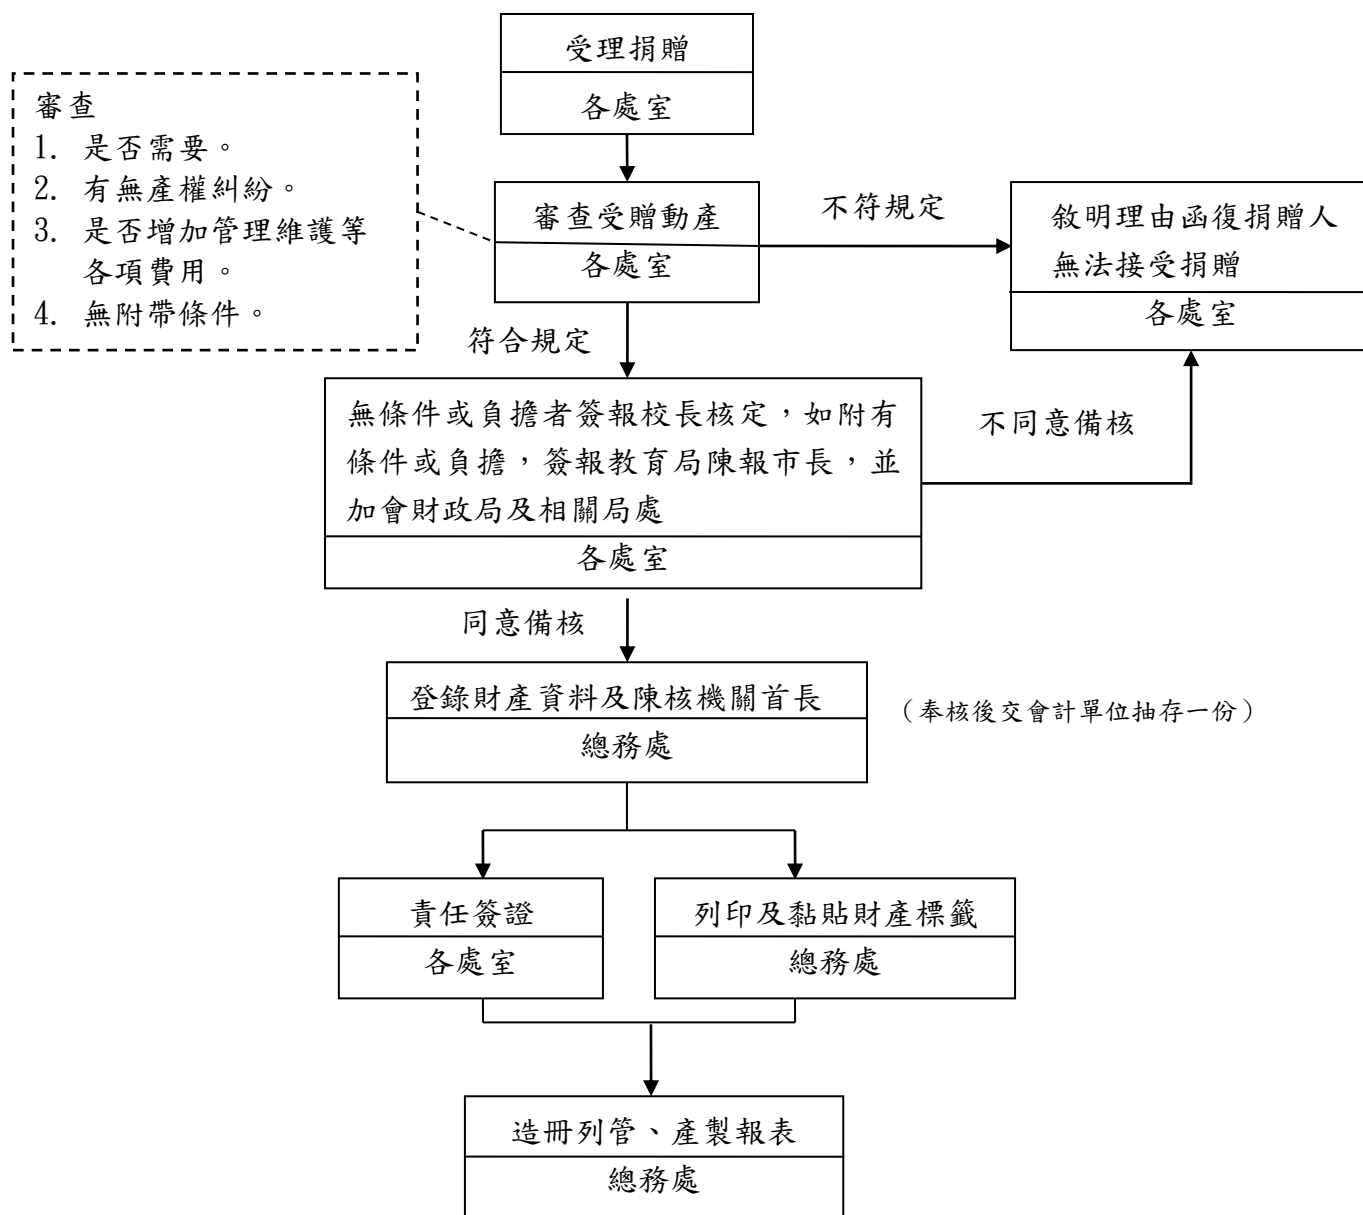 受理捐贈
各處室
審查
1. 是否需要。
2. 有無產權糾紛。
3. 是否增加管理維護等
各項費用。
4. 無附帶條件。
審查受贈動產
各處室
不符規定
敘明理由函復捐贈人
無法接受捐贈
各處室
符合規定
無條件或負擔者簽報校長核定，如附有
條件或負擔，簽報教育局陳報市長，並
加會財政局及相關局處
各處室
不同意備核
同意備核
登錄財產資料及陳核機關首長
總務處
（奉核後交會計單位抽存一份）
責任簽證
各處室
列印及黏貼財產標籤
總務處
造冊列管、產製報表
總務處